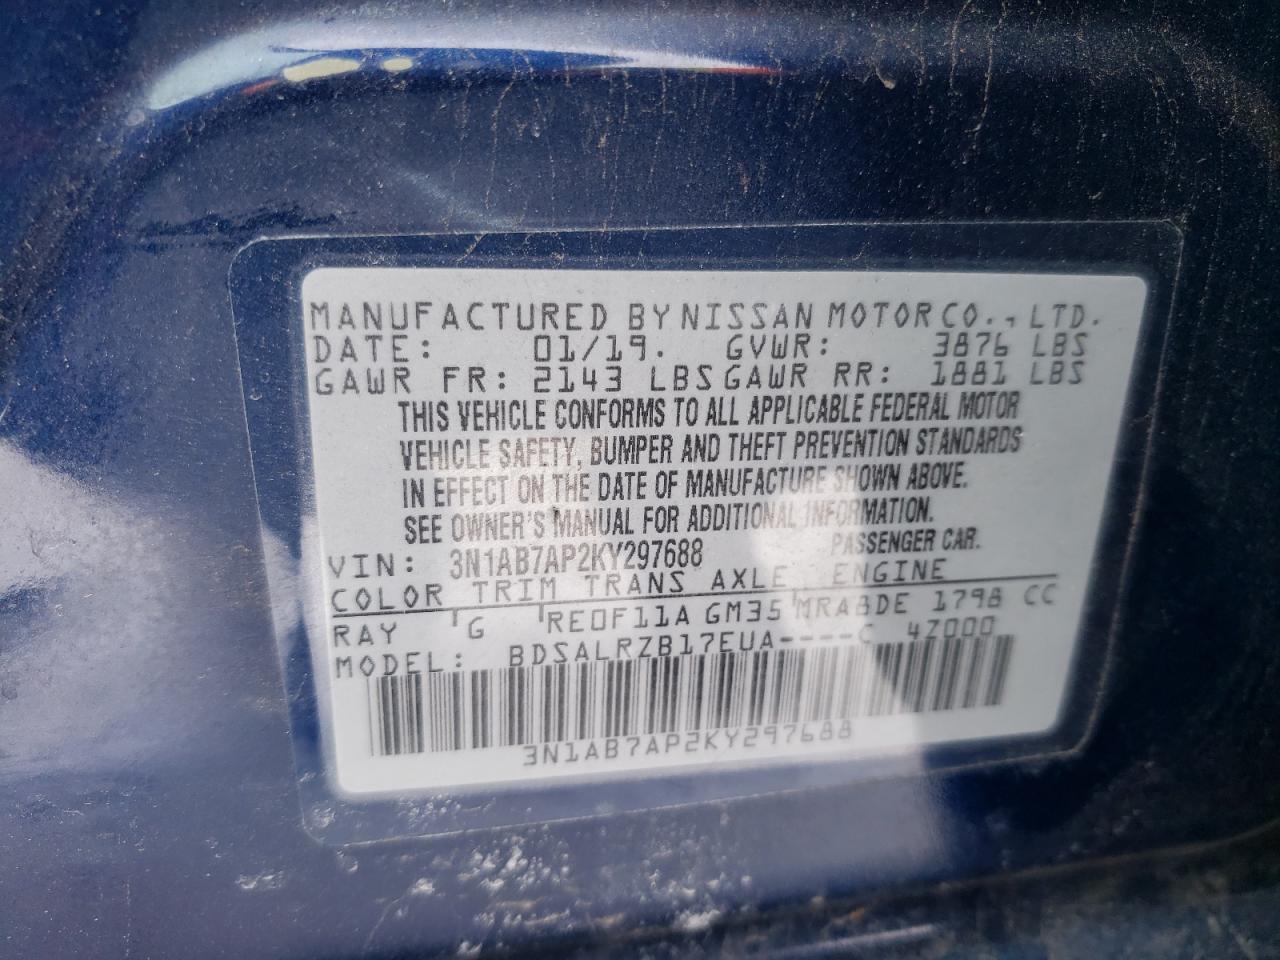 MANUFACTURED BY NISSAN MOTOR CO., LTD.
DATE: 01/19. GVWR: 3876 LBS
GAWR FR: 2143 LBS GAWR RR: 1881 LBS
THIS VEHICLE CONFORMS TO ALL APPLICABLE FEDERAL MOTOR
VEHICLE SAFETY, BUMPER AND THEFT PREVENTION STANDARDS
IN EFFECT ON THE DATE OF MANUFACTURE SHOWN ABOVE.
SEE OWNER'S MANUAL FOR ADDITIONAL INFORMATION.
VIN: 3N1AB7AP2KY297688 PASSENGER CAR.
COLOR TRIM TRANS AXLE ENGINE
RAY G RE0F11A GM35 MRA8DE 1798 CC
MODEL: BDSALRZB17EUA----C 47000
3N1AB7AP2KY297688